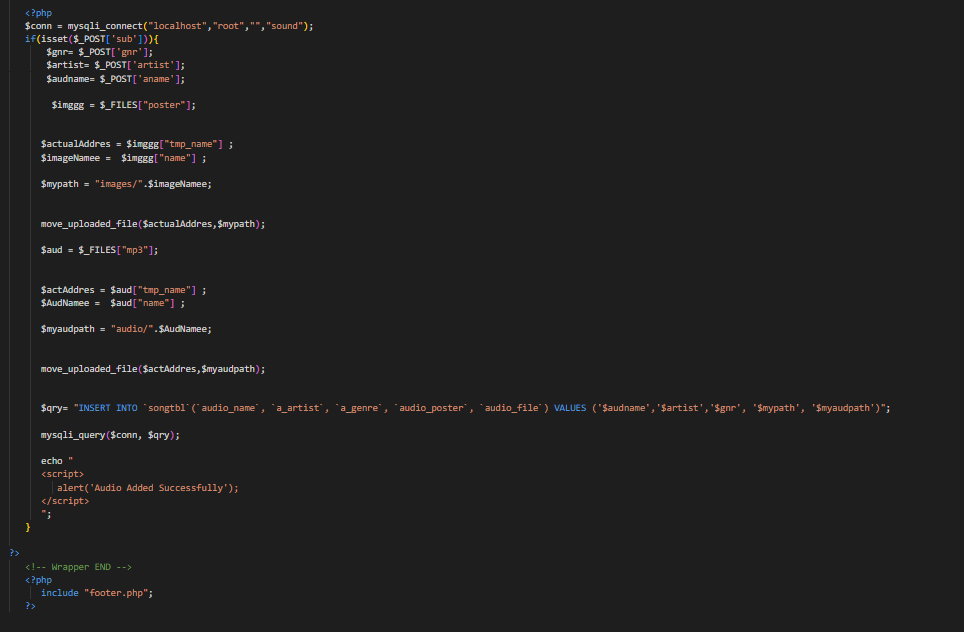 <?php
$conn = mysqli_connect("localhost","root","","sound");
if(isset($_POST['sub'])){
$gnr= $_POST['gnr'];
$artist= $_POST['artist'];
$audname= $_POST['aname'];
$imggg = $_FILES["poster"];
$actualAddres = $imggg["tmp_name"] ;
$imageNamee =  $imggg["name"] ;
$mypath = "images/".$imageNamee;
move_uploaded_file($actualAddres,$mypath);
$aud = $_FILES["mp3"];
$actAddres = $aud["tmp_name"] ;
$AudNamee =  $aud["name"] ;
$myaudpath = "audio/".$AudNamee;
move_uploaded_file($actAddres,$myaudpath);
$qry= "INSERT INTO `songtbl`(`audio_name`, `a_artist`, `a_genre`, `audio_poster`, `audio_file`) VALUES ('$audname','$artist','$gnr', '$mypath', '$myaudpath')";
mysqli_query($conn, $qry);
echo "
<script>
alert('Audio Added Successfully');
</script>
";
}
?>
<!-- Wrapper END -->
<?php
include "footer.php";
?>